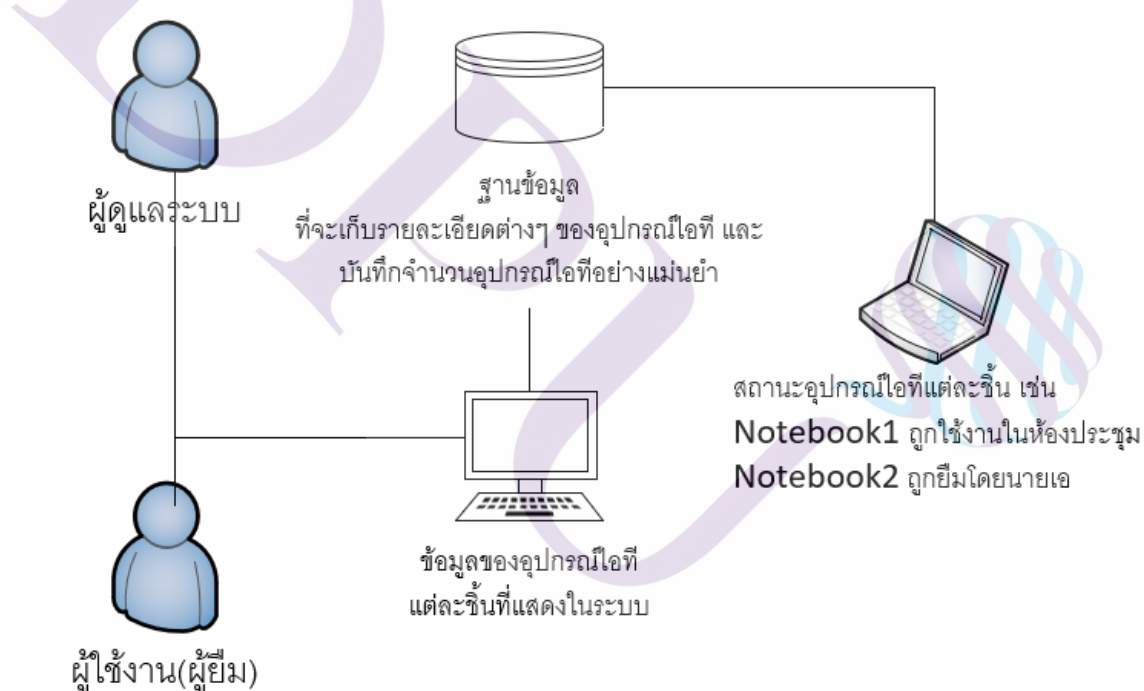 ผู้ดูแลระบบ
ฐานข้อมูล
ที่จะเก็บรายละเอียดต่างๆ ของอุปกรณ์ไอที และ
บันทึกจำนวนอุปกรณ์ไอทีอย่างแม่นยำ
สถานะอุปกรณ์ไอทีแต่ละชิ้น เช่น
Notebook1 ถูกใช้งานในห้องประชุม
Notebook2 ถูกยืมโดยนายเอ
ข้อมูลของอุปกรณ์ไอที
แต่ละชิ้นที่แสดงในระบบ
ผู้ใช้งาน(ผู้ยืม)